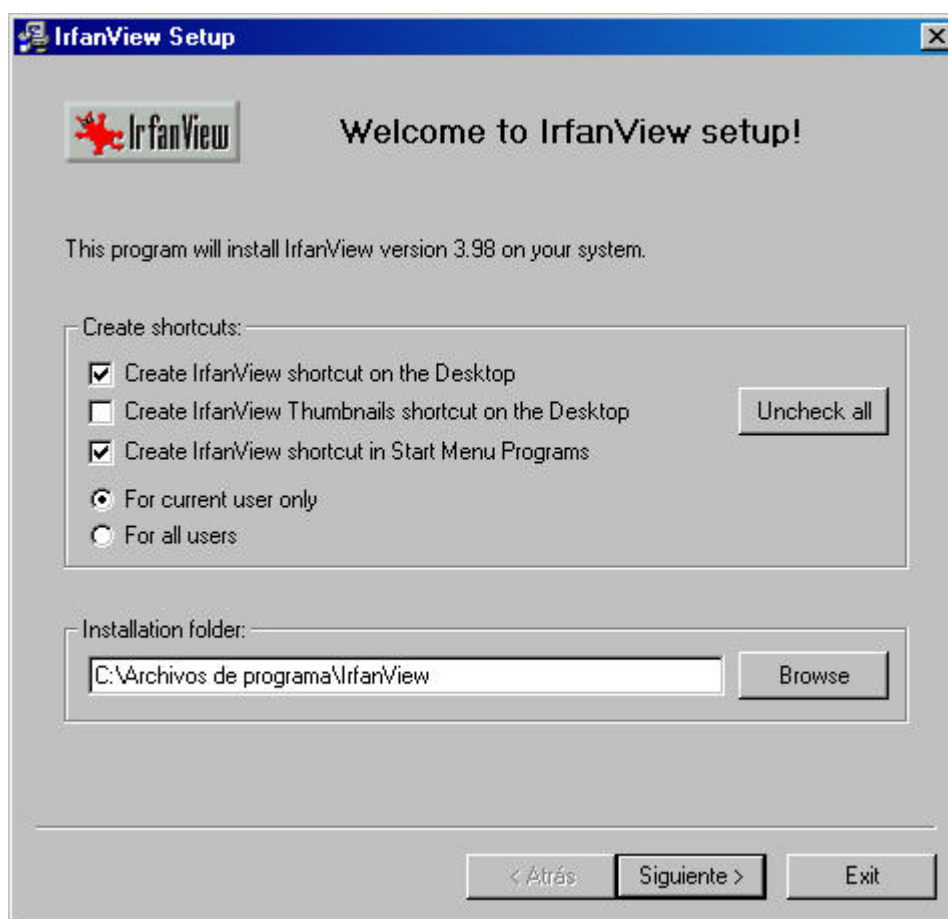 IrfanView Setup
IrfanView
Welcome to IrfanView setup!
This program will install IrfanView version 3.98 on your system.
Create shortcuts:
Create IrfanView shortcut on the Desktop
Create IrfanView Thumbnails shortcut on the Desktop
Uncheck all
Create IrfanView shortcut in Start Menu Programs
For current user only
For all users
Installation folder:
C:\Archivos de programa\IrfanView
Browse
< Atrás
Siguiente >
Exit